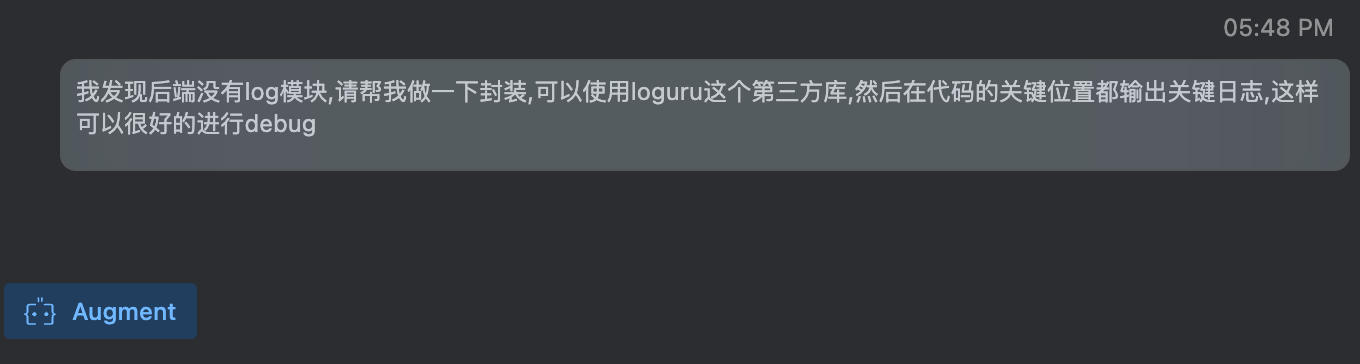 05:48 PM
我发现后端没有log模块,请帮我做一下封装,可以使用loguru这个第三方库,然后在代码的关键位置都输出关键日志,这样
可以很好的进行debug
Augment